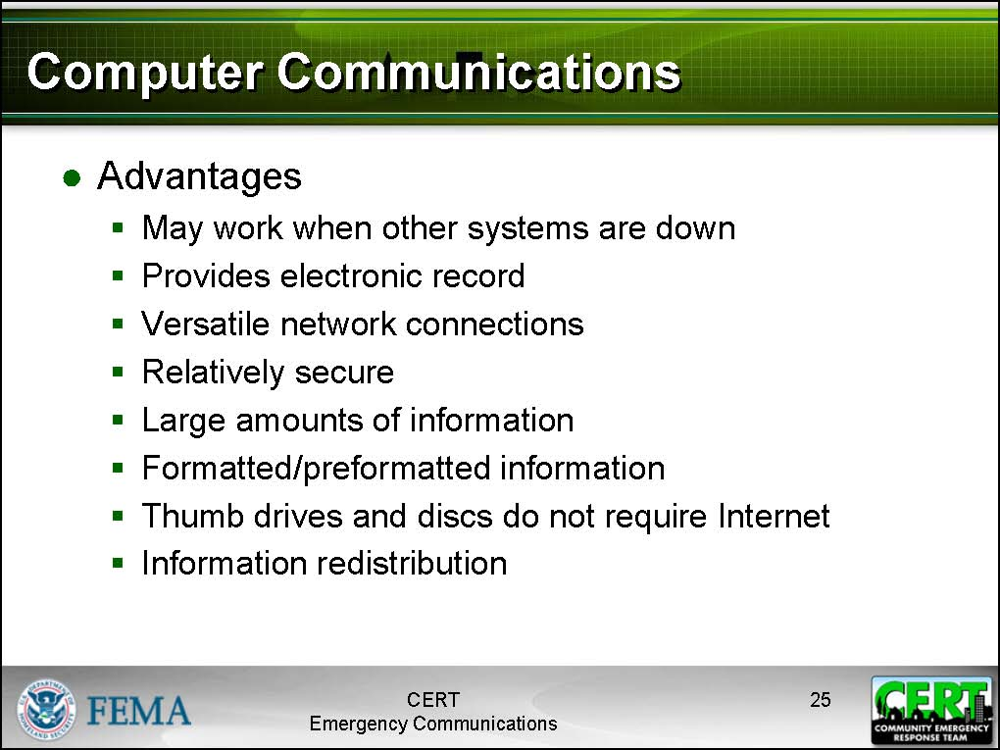 Computer Communications
Advantages
May work when other systems are down
Provides electronic record
Versatile network connections
Relatively secure
Large amounts of information
Formatted/preformatted information
Thumb drives and discs do not require Internet
Information redistribution
U.S. DEPARTMENT OF
HOMELAND SECURITY
FEMA
CERT
Emergency Communications
25
CERT
COMMUNITY EMERGENCY
RESPONSE TEAM